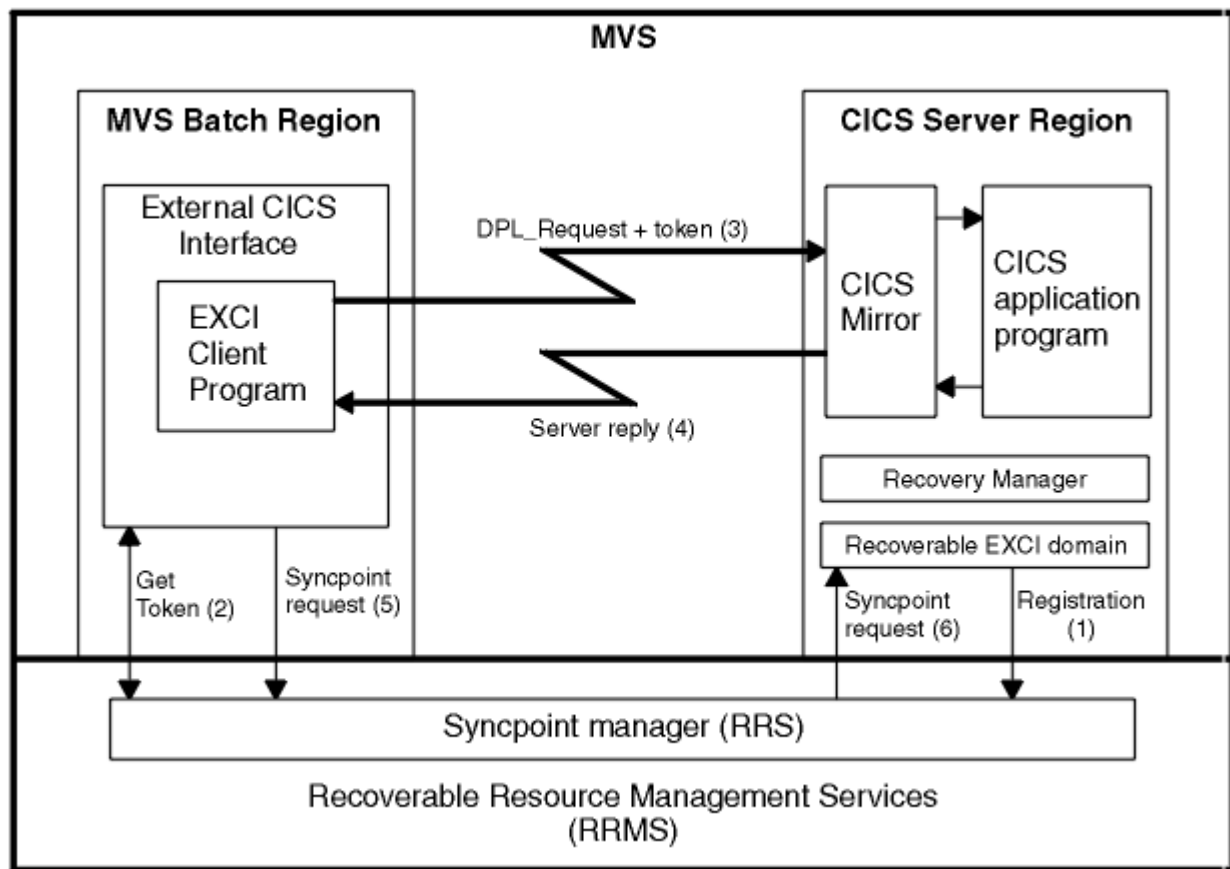 MVS
MVS Batch Region
CICS Server Region
External CICS
Interface
EXCI
Client
Program
DPL_Request + token (3)
Server reply (4)
CICS
Mirror
CICS
application
program
Recovery Manager
Recoverable EXCI domain
Get
Token (2)
Syncpoint
request (5)
Syncpoint
request (6)
Registration
(1)
Syncpoint manager (RRS)
Recoverable Resource Management Services
(RRMS)